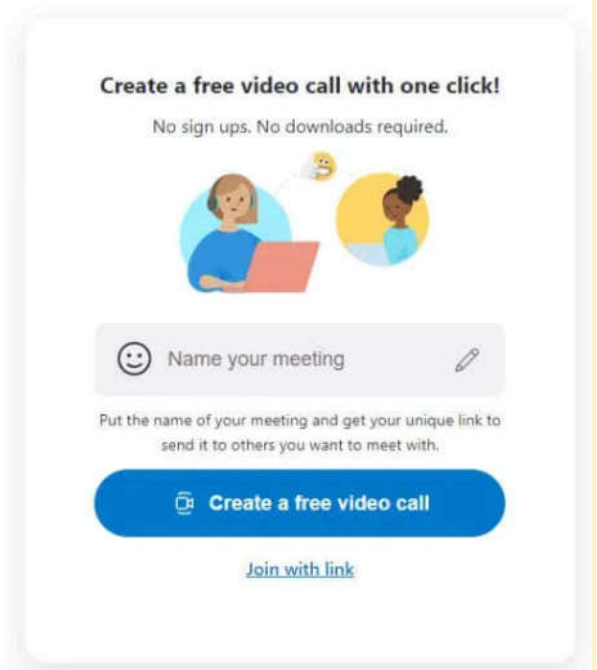 Create a free video call with one click!
No sign ups. No downloads required.
Name your meeting
Put the name of your meeting and get your unique link to
send it to others you want to meet with.
Create a free video call
Join with link